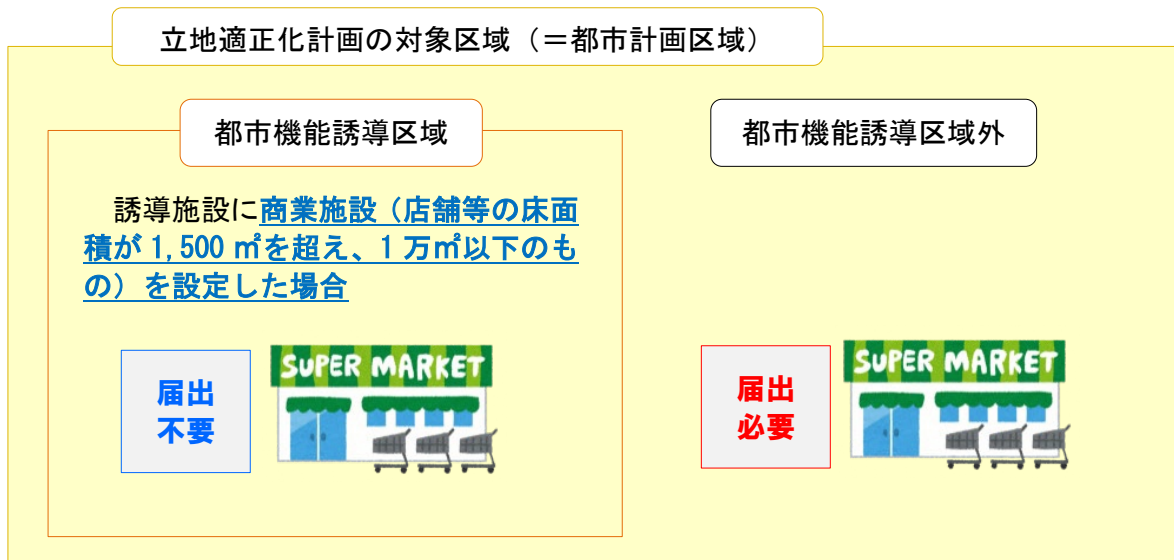 立地適正化計画の対象区域（＝都市計画区域）
都市機能誘導区域
都市機能誘導区域外
誘導施設に商業施設（店舗等の床面
積が 1,500 ㎡を超え、1 万㎡以下のも
の）を設定した場合
届出
不要
SUPER MARKET
届出
必要
SUPER MARKET